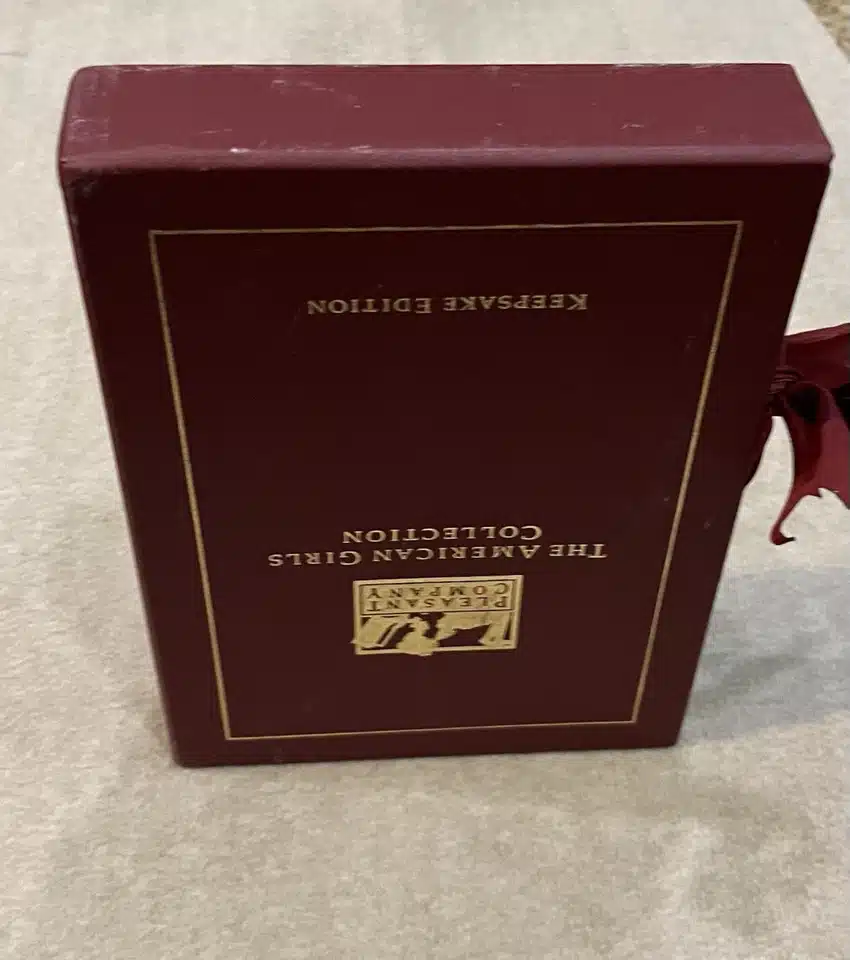 PLEASANT
COMPANY
THE AMERICAN GIRLS
COLLECTION
KEEPSAKE EDITION